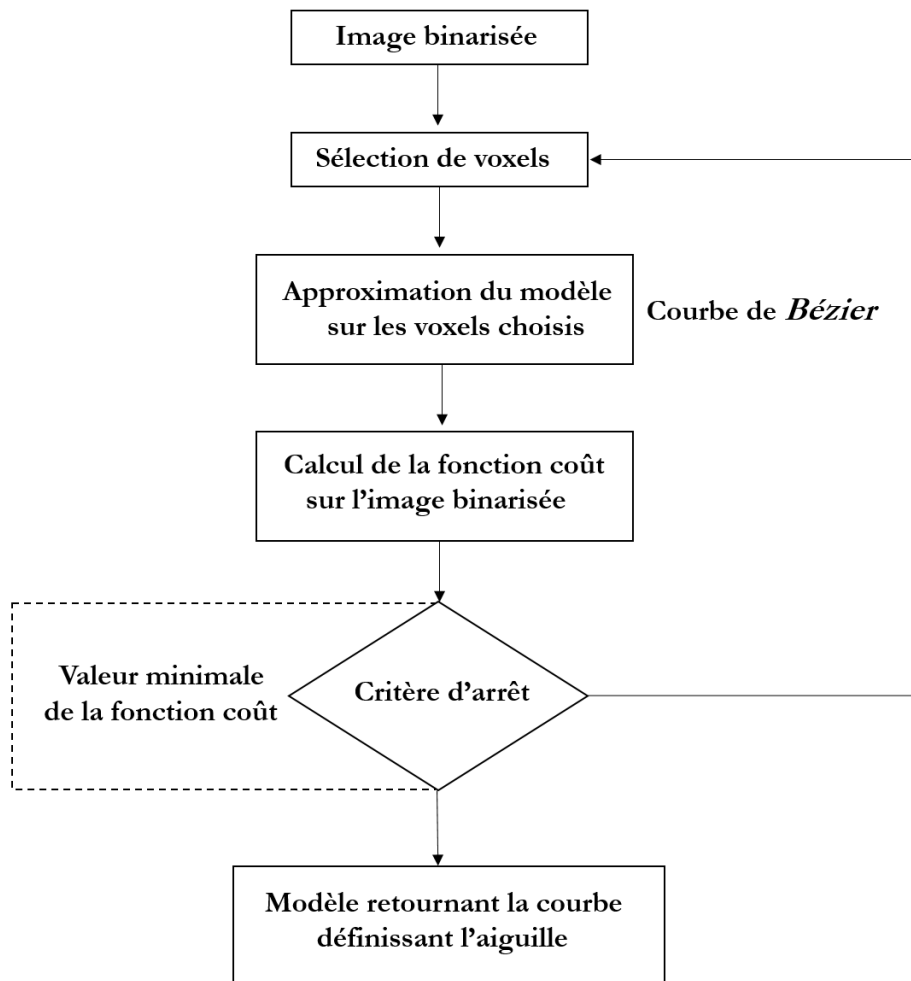 Image binarisée
Sélection de voxels
Approximation du modèle
sur les voxels choisis
Courbe de Bézier
Calcul de la fonction coût
sur l'image binarisée
Valeur minimale
de la fonction coût
Critère d'arrêt
Modèle retournant la courbe
définissant l'aiguille